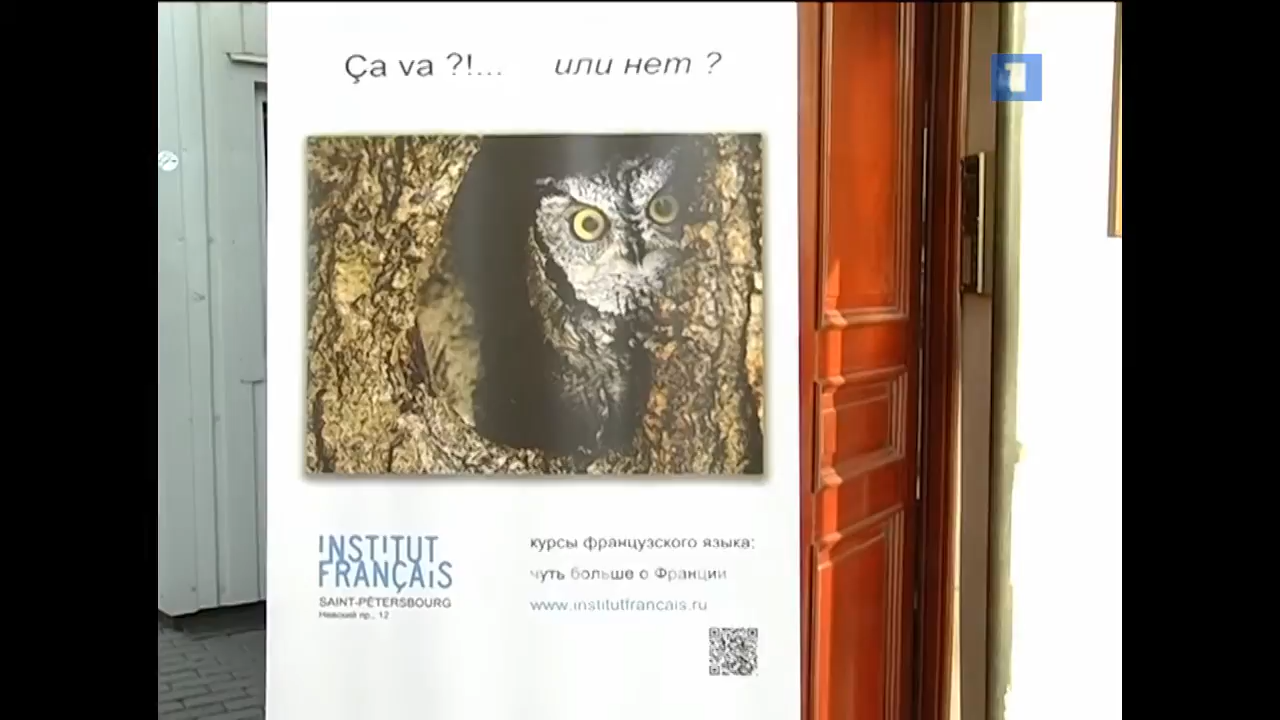 Ça va ?!... или нет ?
INSTITUT
FRANÇAIS
SAINT-PÉTERSBOURG
Невский пр., 12
курсы французского языка:
чуть больше о Франции
www.institutfrancais.ru
1